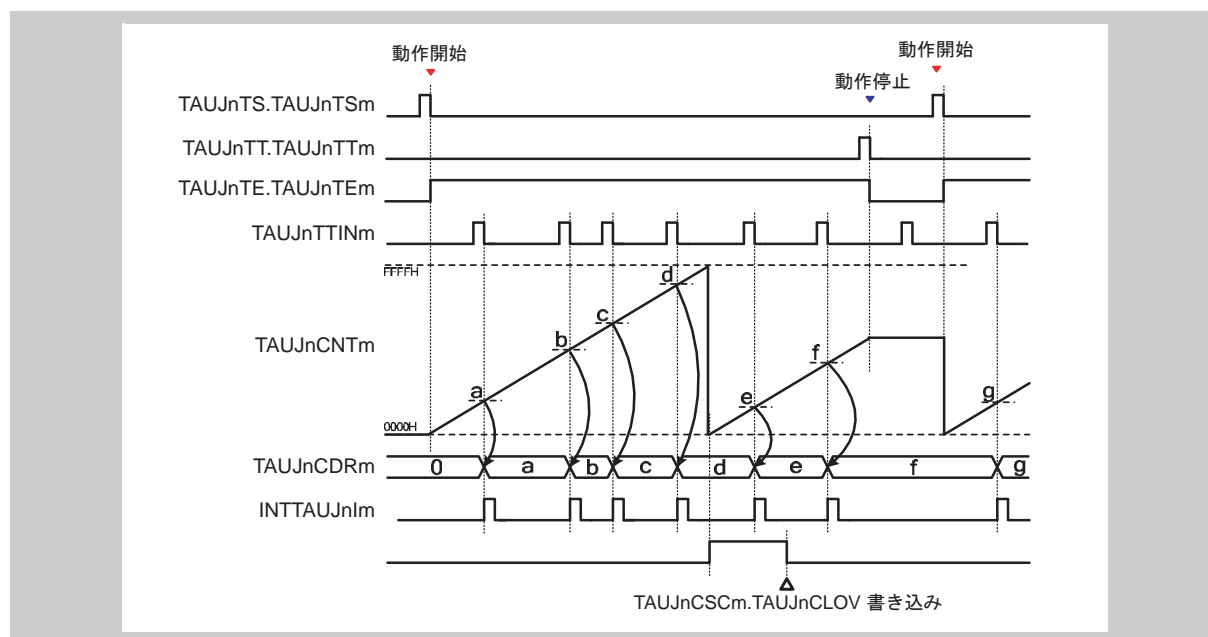 動作開始
動作開始
動作停止
TAUJnTS.TAUJnTSm
TAUJnTT.TAUJnTTm
TAUJnTE.TAUJnTEm
TAUJnTTINm
FFFFH
TAUJnCNTm
a
b
c
d
e
f
g
0000H
TAUJnCDRm
0 a b c d e f g
INTTAUJnIm
TAUJnCSCm.TAUJnCLOV 書き込み